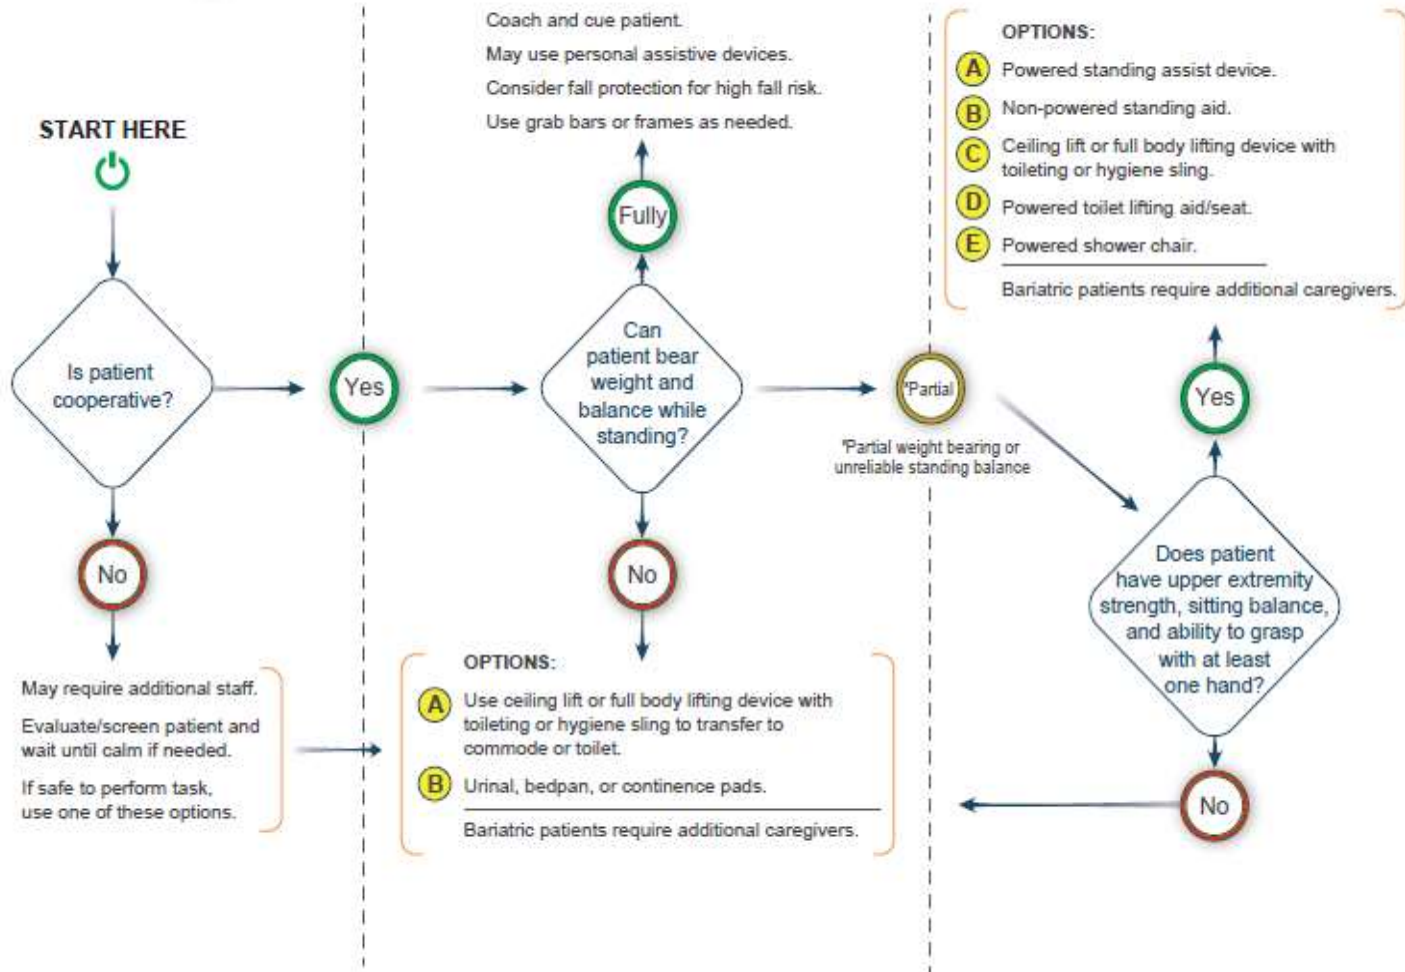 START HERE
Is patient
cooperative?
No
May require additional staff.
Evaluate/screen patient and
wait until calm if needed.
If safe to perform task,
use one of these options.
Yes
Coach and cue patient.
May use personal assistive devices.
Consider fall protection for high fall risk.
Use grab bars or frames as needed.
Fully
Can
patient bear
weight and
balance while
standing?
No
OPTIONS:
A Use ceiling lift or full body lifting device with
toileting or hygiene sling to transfer to
commode or toilet.
B Urinal, bedpan, or continence pads.
Bariatric patients require additional caregivers.
*Partial
*Partial weight bearing or
unreliable standing balance
OPTIONS:
A Powered standing assist device.
B Non-powered standing aid.
C Ceiling lift or full body lifting device with
toileting or hygiene sling.
D Powered toilet lifting aid/seat.
E Powered shower chair.
Bariatric patients require additional caregivers.
Yes
Does patient
have upper extremity
strength, sitting balance,
and ability to grasp
with at least
one hand?
No